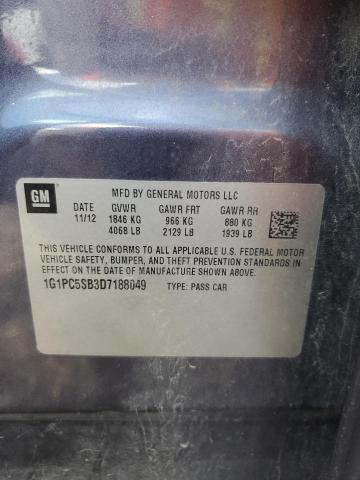 GM
MFD BY GENERAL MOTORS LLC
DATE GVWR GAWR FRT GAWR RR
11/12 1846 KG 966 KG 880 KG
4068 LB 2129 LB 1939 LB
THIS VEHICLE CONFORMS TO ALL APPLICABLE U.S. FEDERAL MOTOR
VEHICLE SAFETY, BUMPER, AND THEFT PREVENTION STANDARDS IN
EFFECT ON THE DATE OF MANUFACTURE SHOWN ABOVE.
1G1PC5SB3D7188049 TYPE: PASS CAR